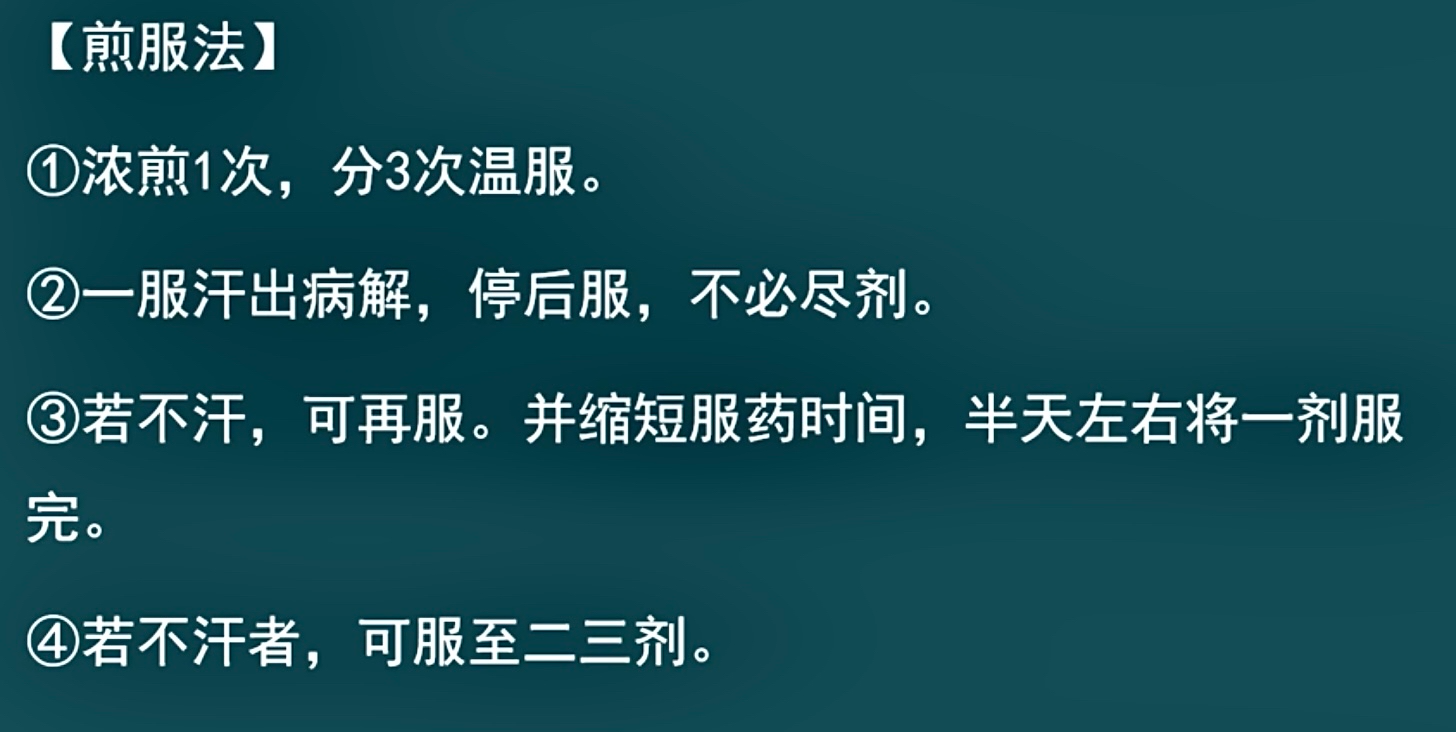 【煎服法】
①浓煎1次，分3次温服。
②一服汗出病解，停后服，不必尽剂。
③若不汗，可再服。并缩短服药时间，半天左右将一剂服
完。
④若不汗者，可服至二三剂。